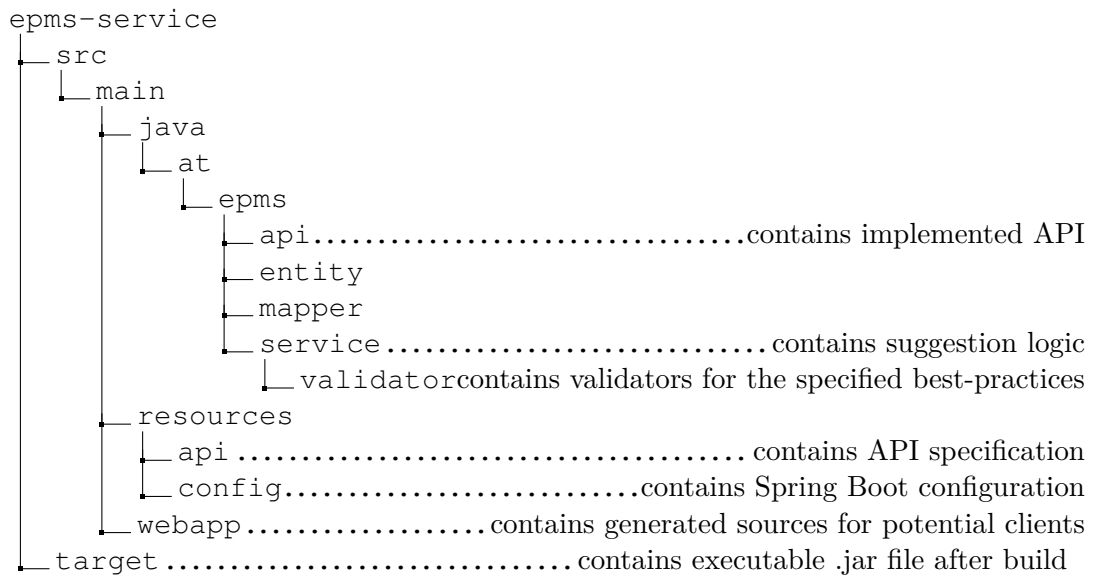 epms-service
src
main
java
at
epms
api..................................contains implemented API
entity
mapper
service..............................contains suggestion logic
validatorcontains validators for the specified best-practices
resources
api........................................contains API specification
config............................contains Spring Boot configuration
webapp...................contains generated sources for potential clients
target................................contains executable .jar file after build